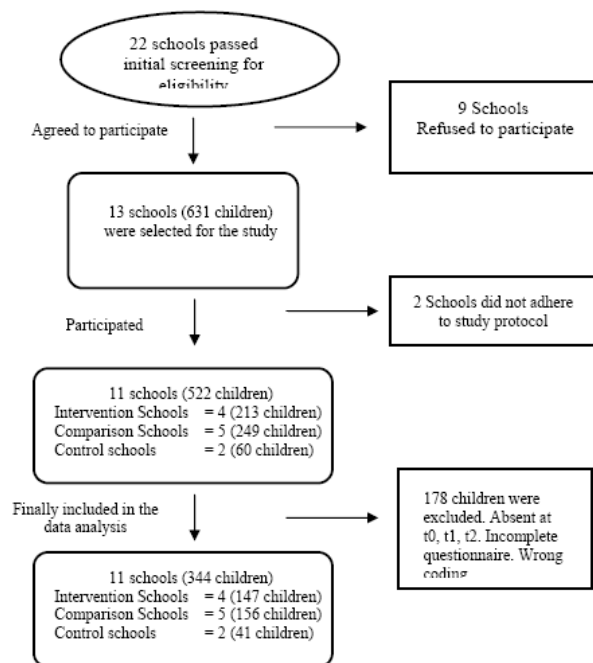 22 schools passed
initial screening for
eligibility
9 Schools
Refused to participate
Agreed to participate
13 schools (631 children)
were selected for the study
2 Schools did not adhere
to study protocol
Participated
11 schools (522 children)
Intervention Schools = 4 (213 children)
Comparison Schools = 5 (249 children)
Control schools = 2 (60 children)
178 children were
excluded. Absent at
t0, t1, t2. Incomplete
questionnaire. Wrong
coding
Finally included in the
data analysis
11 schools (344 children)
Intervention Schools = 4 (147 children)
Comparison Schools = 5 (156 children)
Control schools = 2 (41 children)